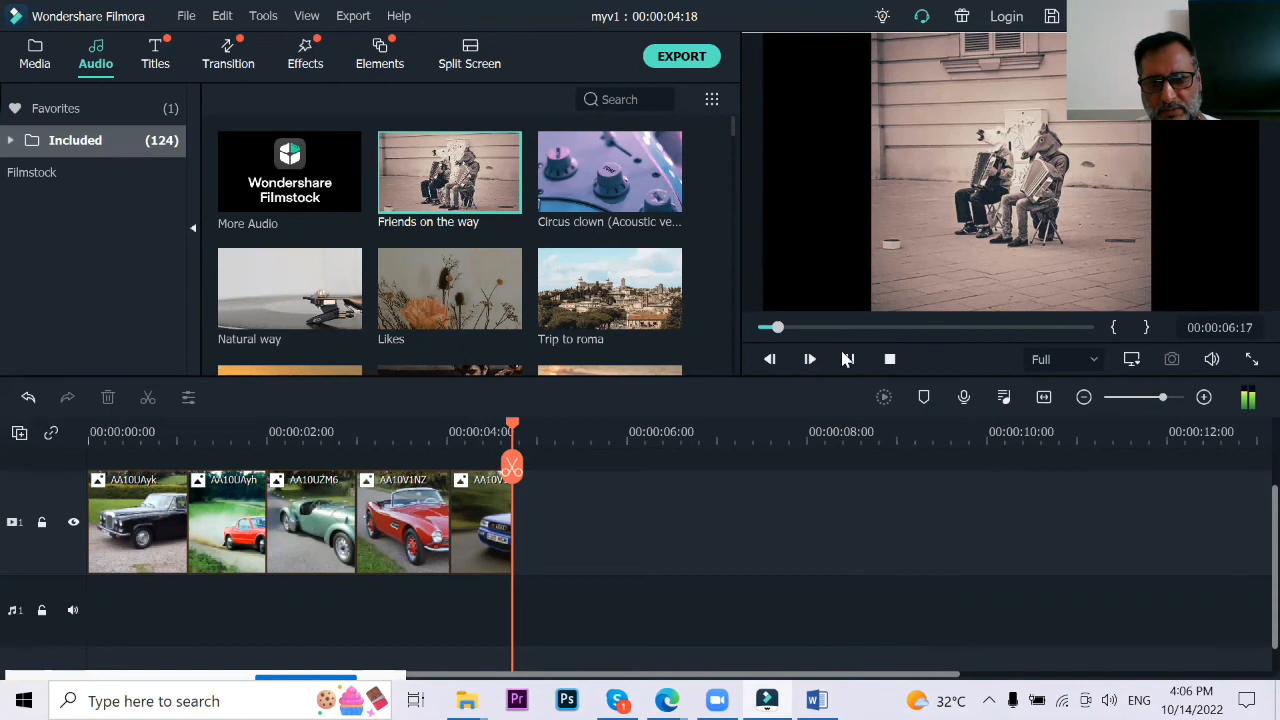 Wondershare Filmora File Edit Tools View Export Help myv1 : 00:00:04:18 Login
Media Audio Titles Transition Effects Elements Split Screen EXPORT
Favorites (1)
Included (124)
Filmstock
Search
Wondershare
Filmstock
More Audio Friends on the way Circus clown (Acoustic ve...
Natural way Likes Trip to roma
{ } 00:00:06:17
Full
00:00:00:00 00:00:02:00 00:00:04:00 00:00:06:00 00:00:08:00 00:00:10:00 00:00:12:00
AA10UAyk AA10UAyh AA10UZM6 AA10V1NZ AA10V
1
1
Type here to search Pr Ps 1 32°C ENG 4:06 PM
10/14/2022